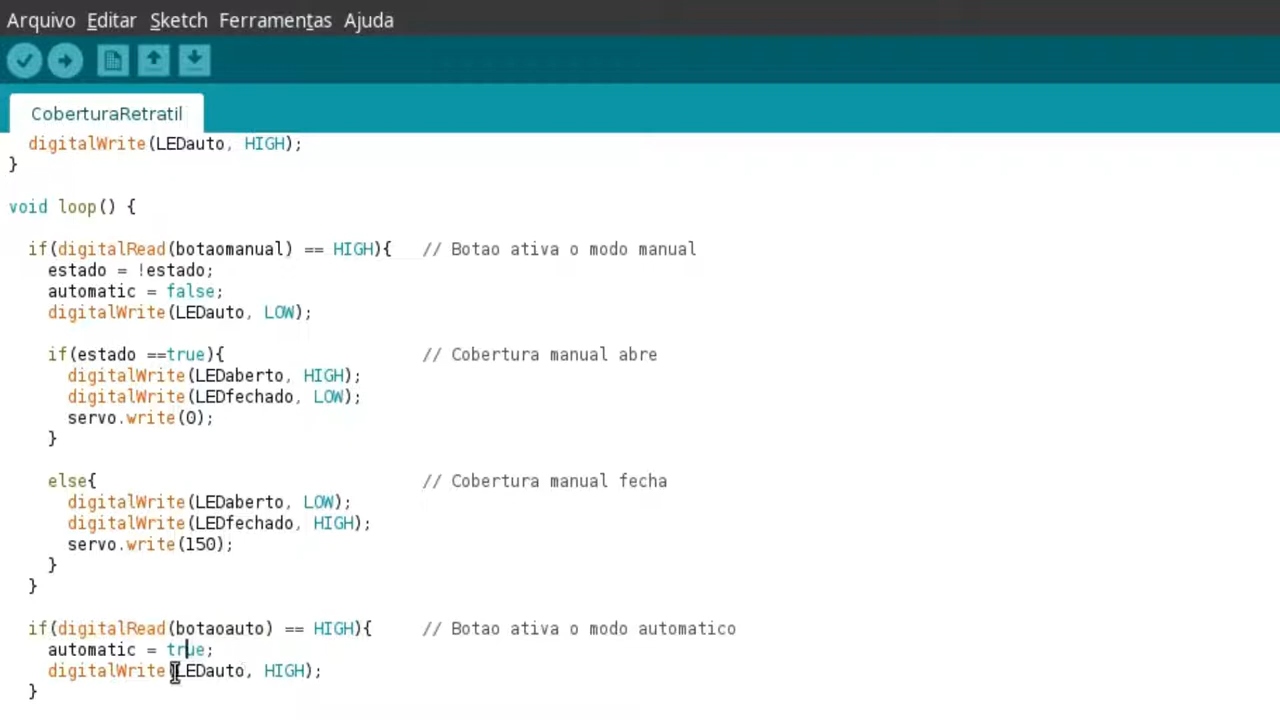 Arquivo Editar Sketch Ferramentas Ajuda
CoberturaRetratil
digitalWrite(LEDauto, HIGH);
}
void loop() {
if(digitalRead(botaomanual) == HIGH){ // Botao ativa o modo manual
estado = !estado;
automatic = false;
digitalWrite(LEDauto, LOW);
if(estado ==true){ // Cobertura manual abre
digitalWrite(LEDaberto, HIGH);
digitalWrite(LEDfechado, LOW);
servo.write(0);
}
else{ // Cobertura manual fecha
digitalWrite(LEDaberto, LOW);
digitalWrite(LEDfechado, HIGH);
servo.write(150);
}
}
if(digitalRead(botaoauto) == HIGH){ // Botao ativa o modo automatico
automatic = true;
digitalWrite(LEDauto, HIGH);
}